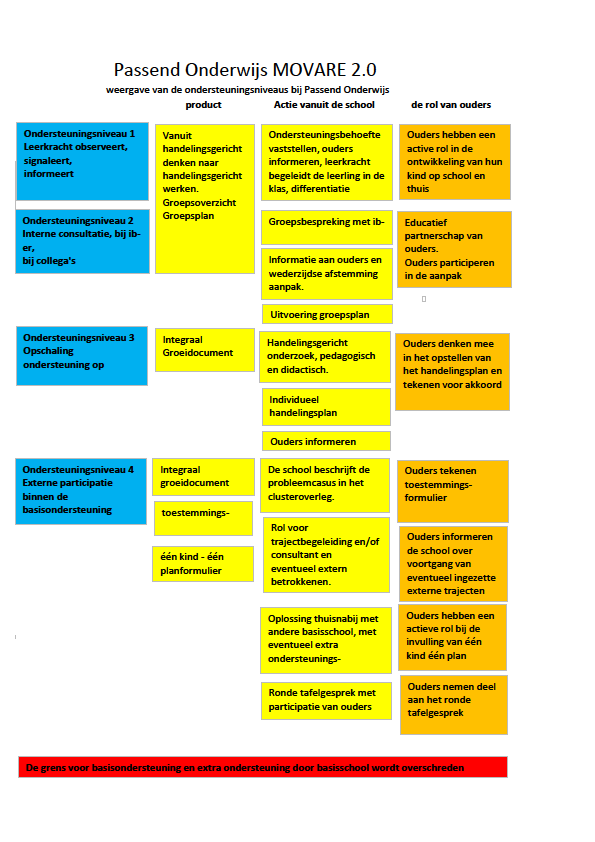 Passend Onderwijs MOVARE 2.0
weergave van de ondersteuningsniveaus bij Passend Onderwijs
product
Actie vanuit de school
de rol van ouders
Ondersteuningsniveau 1
Leerkracht observeert,
signaleert,
informeert
Vanuit
handelingsgericht
denken naar
handelingsgericht
werken.
Groepsoverzicht
Groepsplan
Ondersteuningsbehoefte
vaststellen, ouders
informeren, leerkracht
begeleidt de leerling in de
klas, differentiatie
Ouders hebben een
active rol in de
ontwikkeling van hun
kind op school en
thuis
Ondersteuningsniveau 2
Interne consultatie, bij ib-
er,
bij collega's
Groepsbespreking met ib-
Informatie aan ouders en
wederzijdse afstemming
aanpak.
Uitvoering groepsplan
Educatief
partnerschap van
ouders.
Ouders participeren
in de aanpak
Ondersteuningsniveau 3
Opschaling
ondersteuning op
Integraal
Groeidocument
Handelingsgericht
onderzoek, pedagogisch
en didactisch.
Individueel
handelingsplan
Ouders informeren
Ouders denken mee
in het opstellen van
het handelingsplan en
tekenen voor akkoord
Ondersteuningsniveau 4
Externe participatie
binnen de
basisondersteuning
Integraal
groeidocument
toestemmings-
één kind - één
planformulier
De school beschrijft de
probleemcasus in het
clusteroverleg.
Rol voor
trajectbegeleiding en/of
consultant en
eventueel extern
betrokkenen.
Oplossing thuisnabij met
andere basisschool, met
eventueel extra
ondersteunings-
Ronde tafelgesprek met
participatie van ouders
Ouders tekenen
toestemmings-
formulier
Ouders informeren
de school over
voortgang van
eventueel ingezette
externe trajecten
Ouders hebben een
actieve rol bij de
invulling van één
kind één plan
Ouders nemen deel
aan het ronde
tafelgesprek
De grens voor basisondersteuning en extra ondersteuning door basisschool wordt overschreden